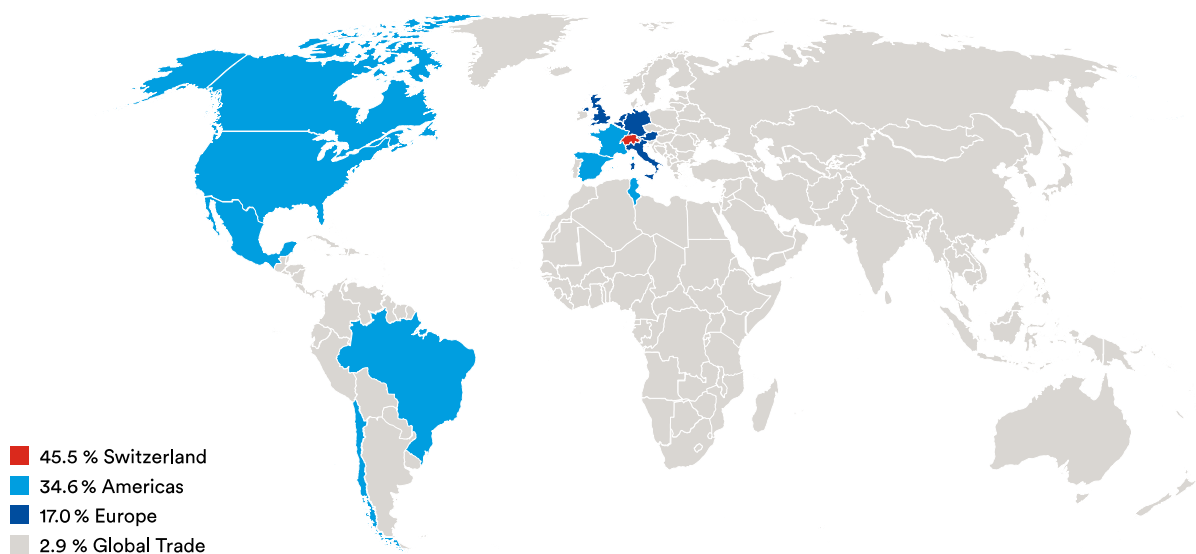 45.5 % Switzerland
34.6 % Americas
17.0 % Europe
2.9 % Global Trade